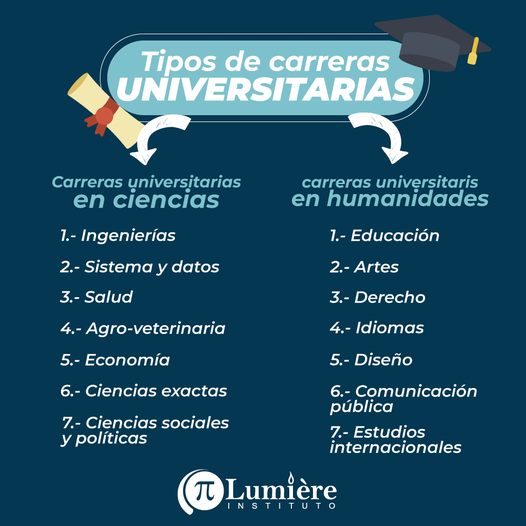 Tipos de carreras
UNIVERSITARIAS
Carreras universitarias
en ciencias
1.- Ingenierías
2.- Sistema y datos
3.- Salud
4.- Agro-veterinaria
5.- Economía
6.- Ciencias exactas
7.- Ciencias sociales
y políticas
carreras universitaris
en humanidades
1.- Educación
2.- Artes
3.- Derecho
4.- Idiomas
5.- Diseño
6.- Comunicación
pública
7.- Estudios
internacionales
π Lumière
INSTITUTO